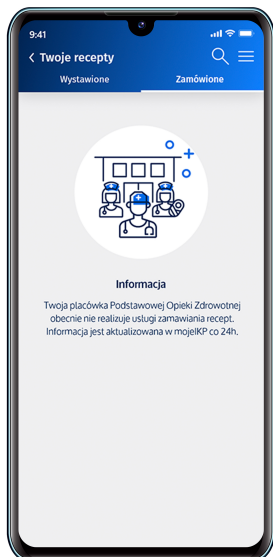 9:41
Twoje recepty
Wystawione Zamówione
Informacja
Twoja placówka Podstawowej Opieki Zdrowotnej
obecnie nie realizuje usługi zamawiania recept.
Informacja jest aktualizowana w mojeIKP co 24h.